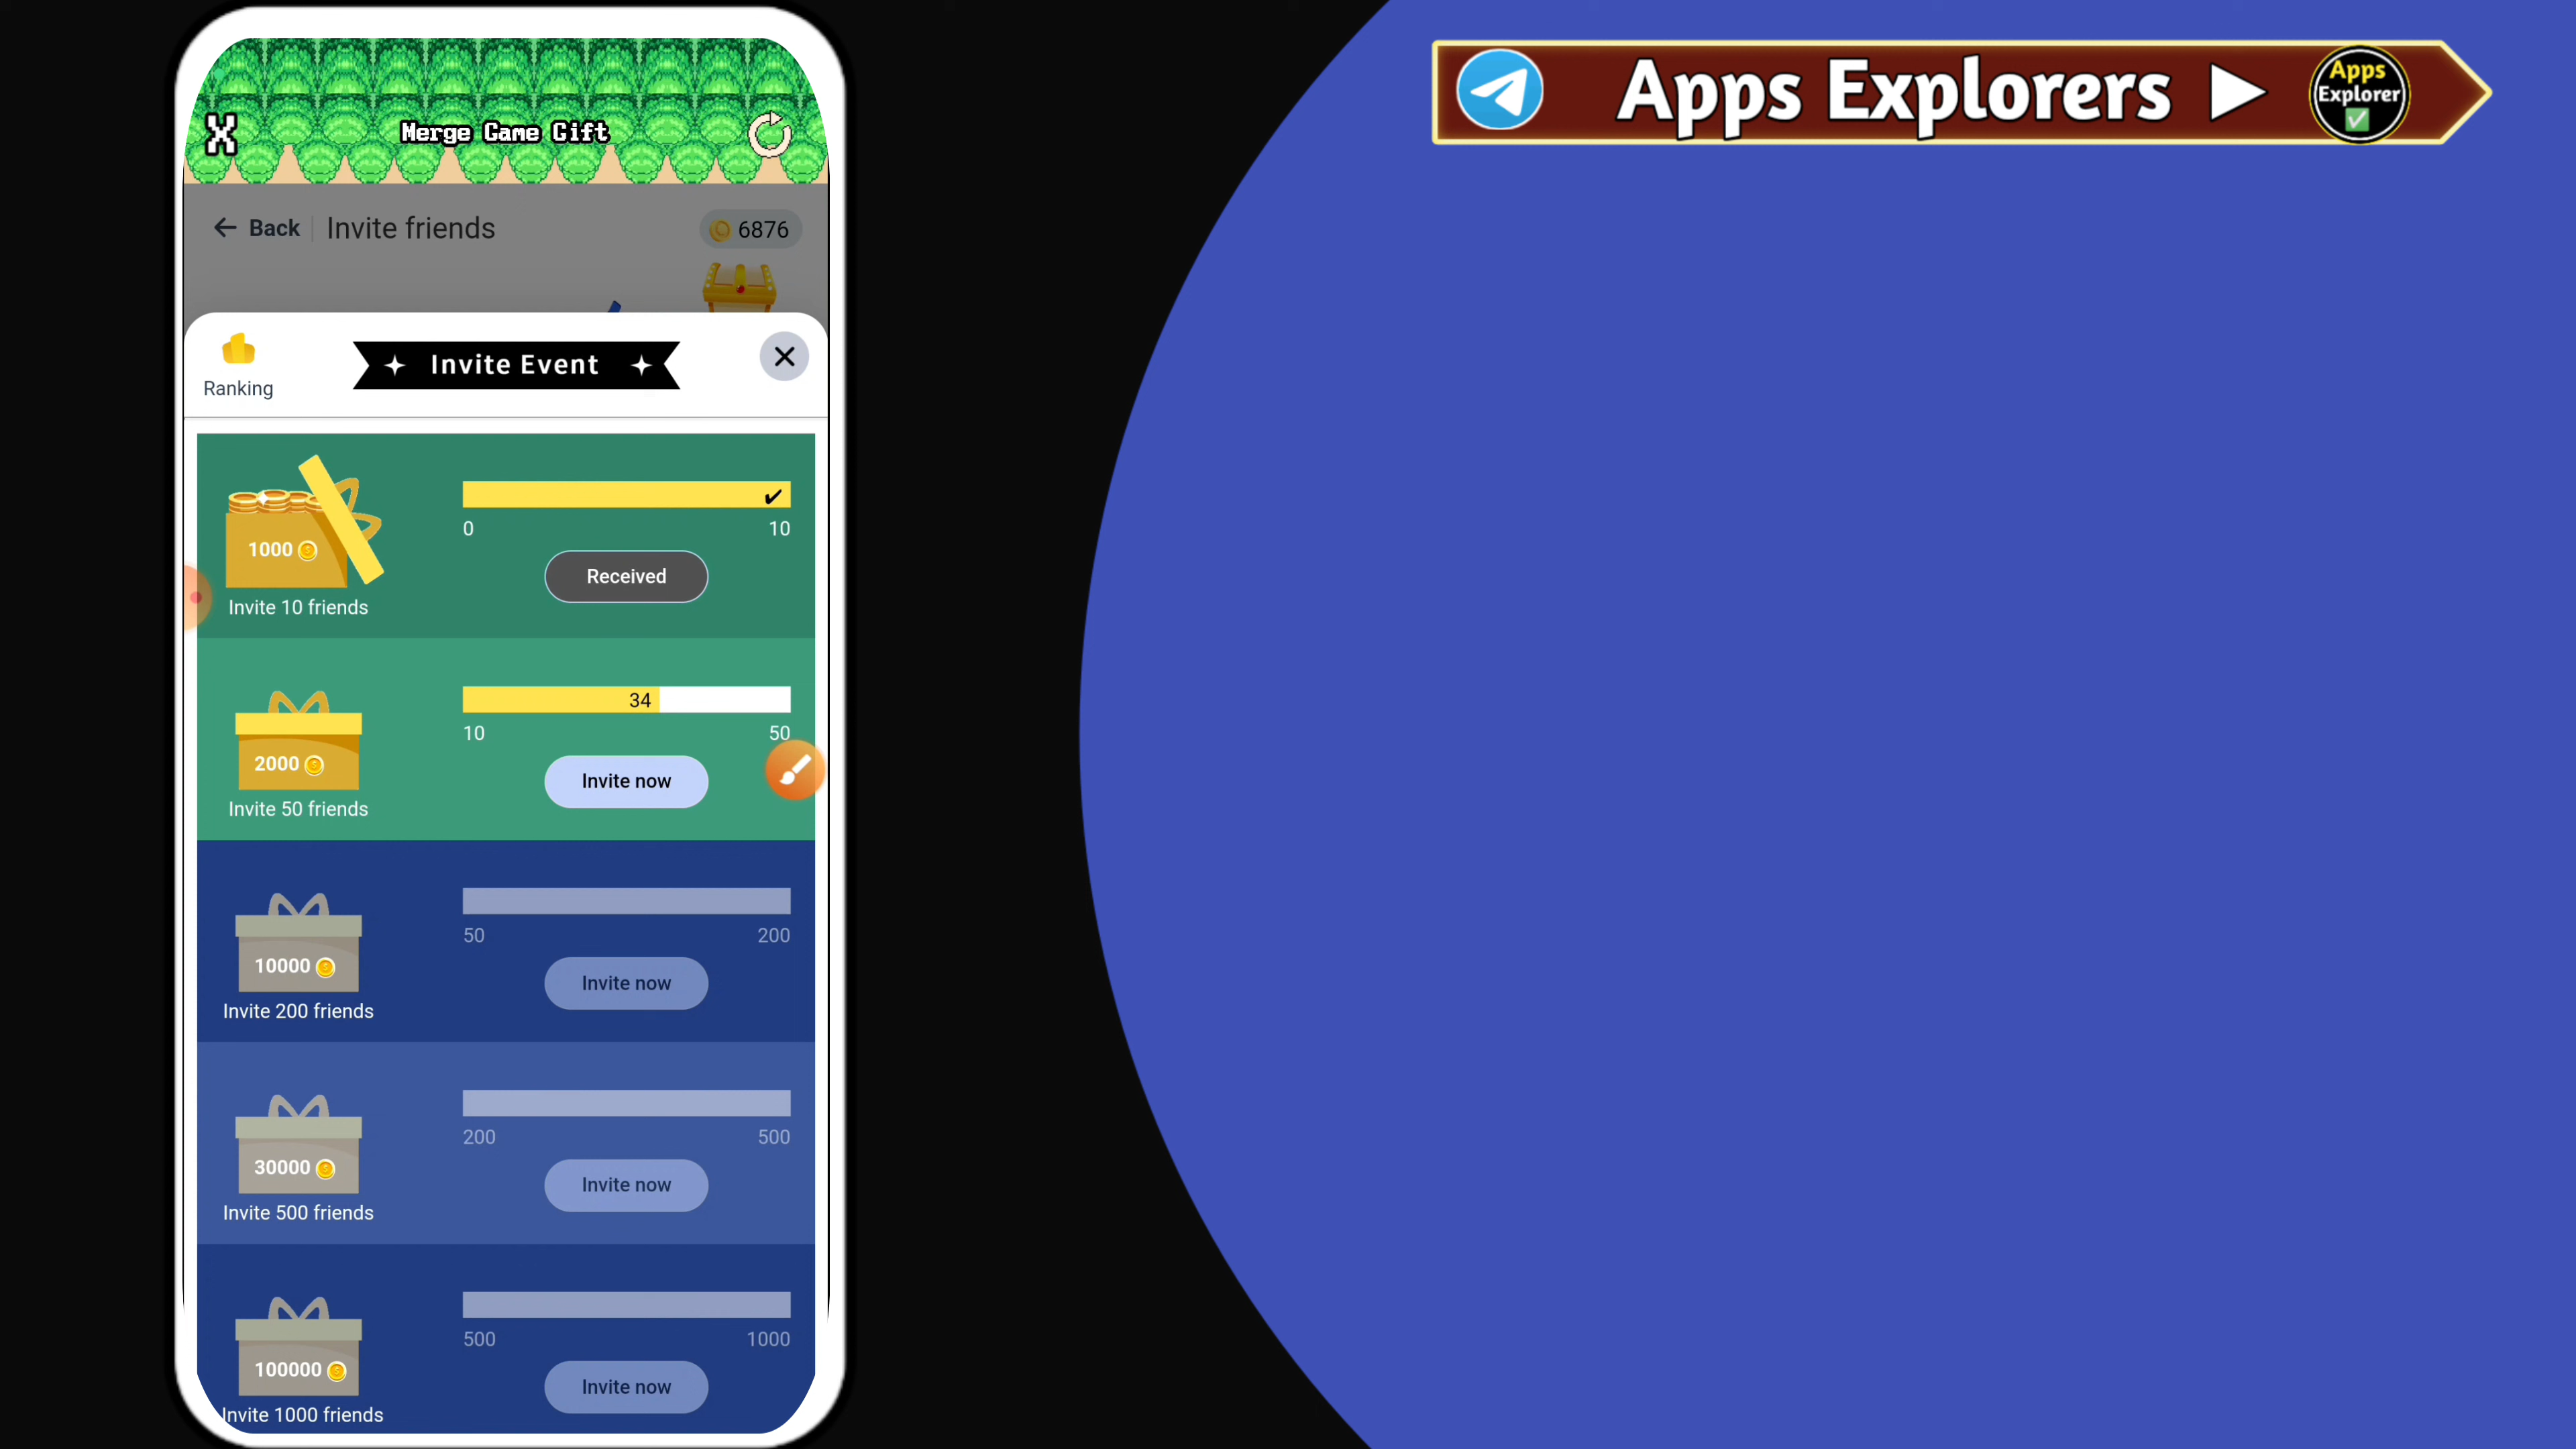 Apps Explorers
Apps
Explorer
Merge Game Gift
Back
Invite friends
6876
Ranking
Invite Event
1000
0
10
Received
Invite 10 friends
34
10
50
2000
Invite now
Invite 50 friends
50
200
10000
Invite now
Invite 200 friends
200
500
30000
Invite now
Invite 500 friends
500
1000
100000
Invite now
Invite 1000 friends